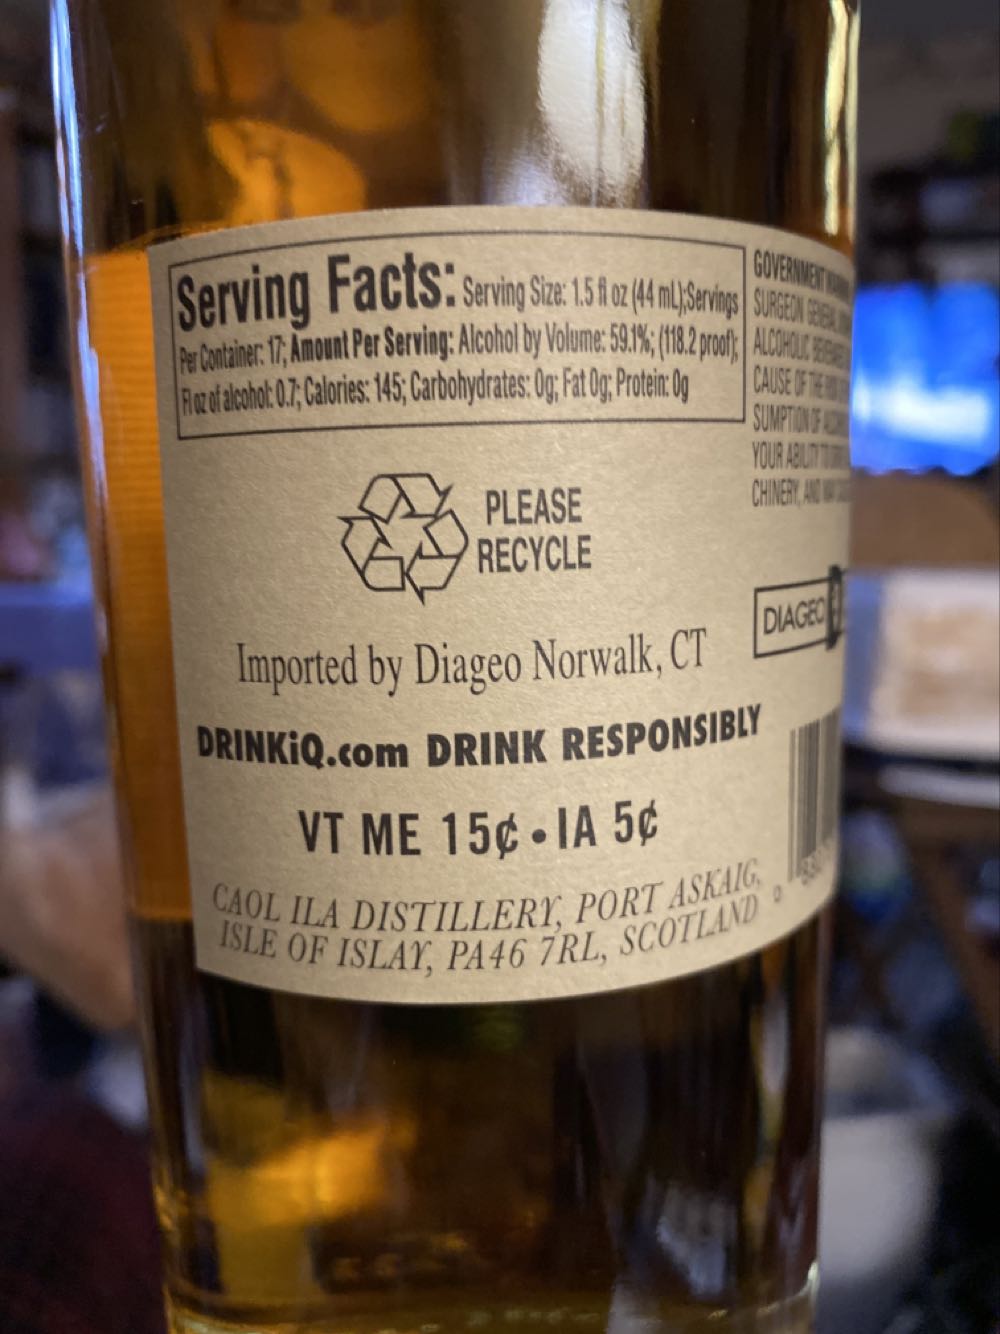 Serving Facts: Serving Size: 1.5 fl oz (44 mL);Servings
Per Container: 17; Amount Per Serving: Alcohol by Volume: 59.1%; (118.2 proof);
Fl oz of alcohol: 0.7; Calories: 145; Carbohydrates: 0g; Fat 0g; Protein: 0g
GOVERNMENT
SURGEON GENERAL
ALCOHOLIC
CAUSE OF THE
SUMPTION OF
YOUR ABILITY TO
CHINERY, AND MAY
PLEASE
RECYCLE
DIAGEO
Imported by Diageo Norwalk, CT
DRINKiQ.com DRINK RESPONSIBLY
VT ME 15¢ • IA 5¢
CAOL ILA DISTILLERY, PORT ASKAIG,
ISLE OF ISLAY, PA46 7RL, SCOTLAND
0